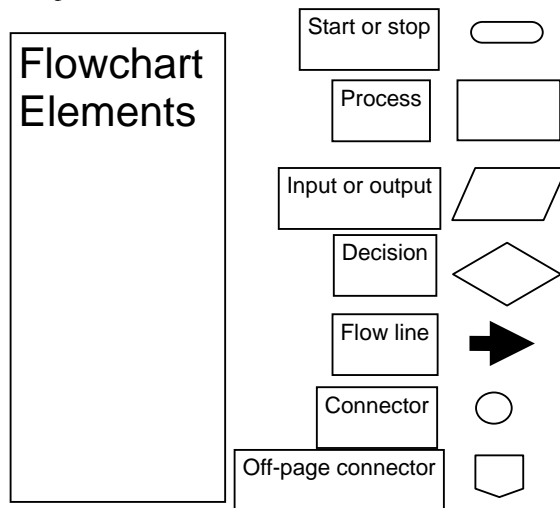 Flowchart
Elements
Start or stop
Process
Input or output
Decision
Flow line
Connector
Off-page connector